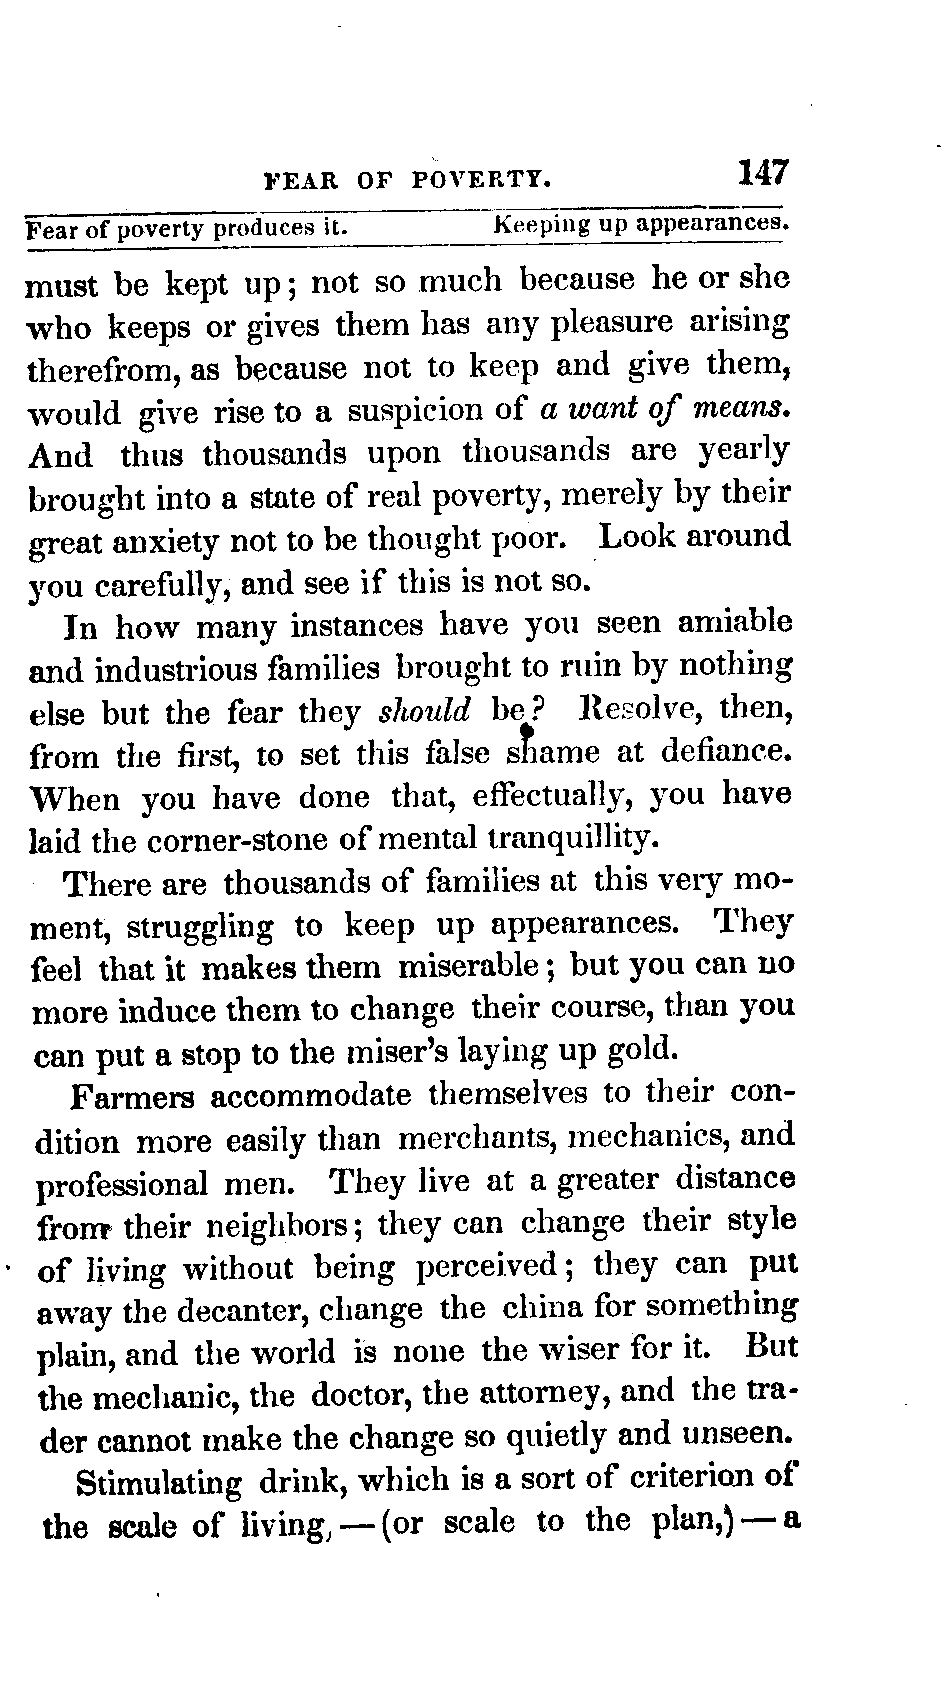 FEAR OF POVERTY. 147
Fear of poverty produces it. Keeping up appearances.
must be kept up; not so much because he or she
who keeps or gives them has any pleasure arising
therefrom, as because not to keep and give them,
would give rise to a suspicion of a want of means.
And thus thousands upon thousands are yearly
brought into a state of real poverty, merely by their
great anxiety not to be thought poor. Look around
you carefully, and see if this is not so.
In how many instances have you seen amiable
and industrious families brought to ruin by nothing
else but the fear they should be? Resolve, then,
from the first, to set this false shame at defiance.
When you have done that, effectually, you have
laid the corner-stone of mental tranquillity.
There are thousands of families at this very mo-
ment, struggling to keep up appearances. They
feel that it makes them miserable; but you can no
more induce them to change their course, than you
can put a stop to the miser's laying up gold.
Farmers accommodate themselves to their con-
dition more easily than merchants, mechanics, and
professional men. They live at a greater distance
from their neighbors; they can change their style
of living without being perceived; they can put
away the decanter, change the china for something
plain, and the world is none the wiser for it. But
the mechanic, the doctor, the attorney, and the tra-
der cannot make the change so quietly and unseen.
Stimulating drink, which is a sort of criterion of
the scale of living,—(or scale to the plan,)—a